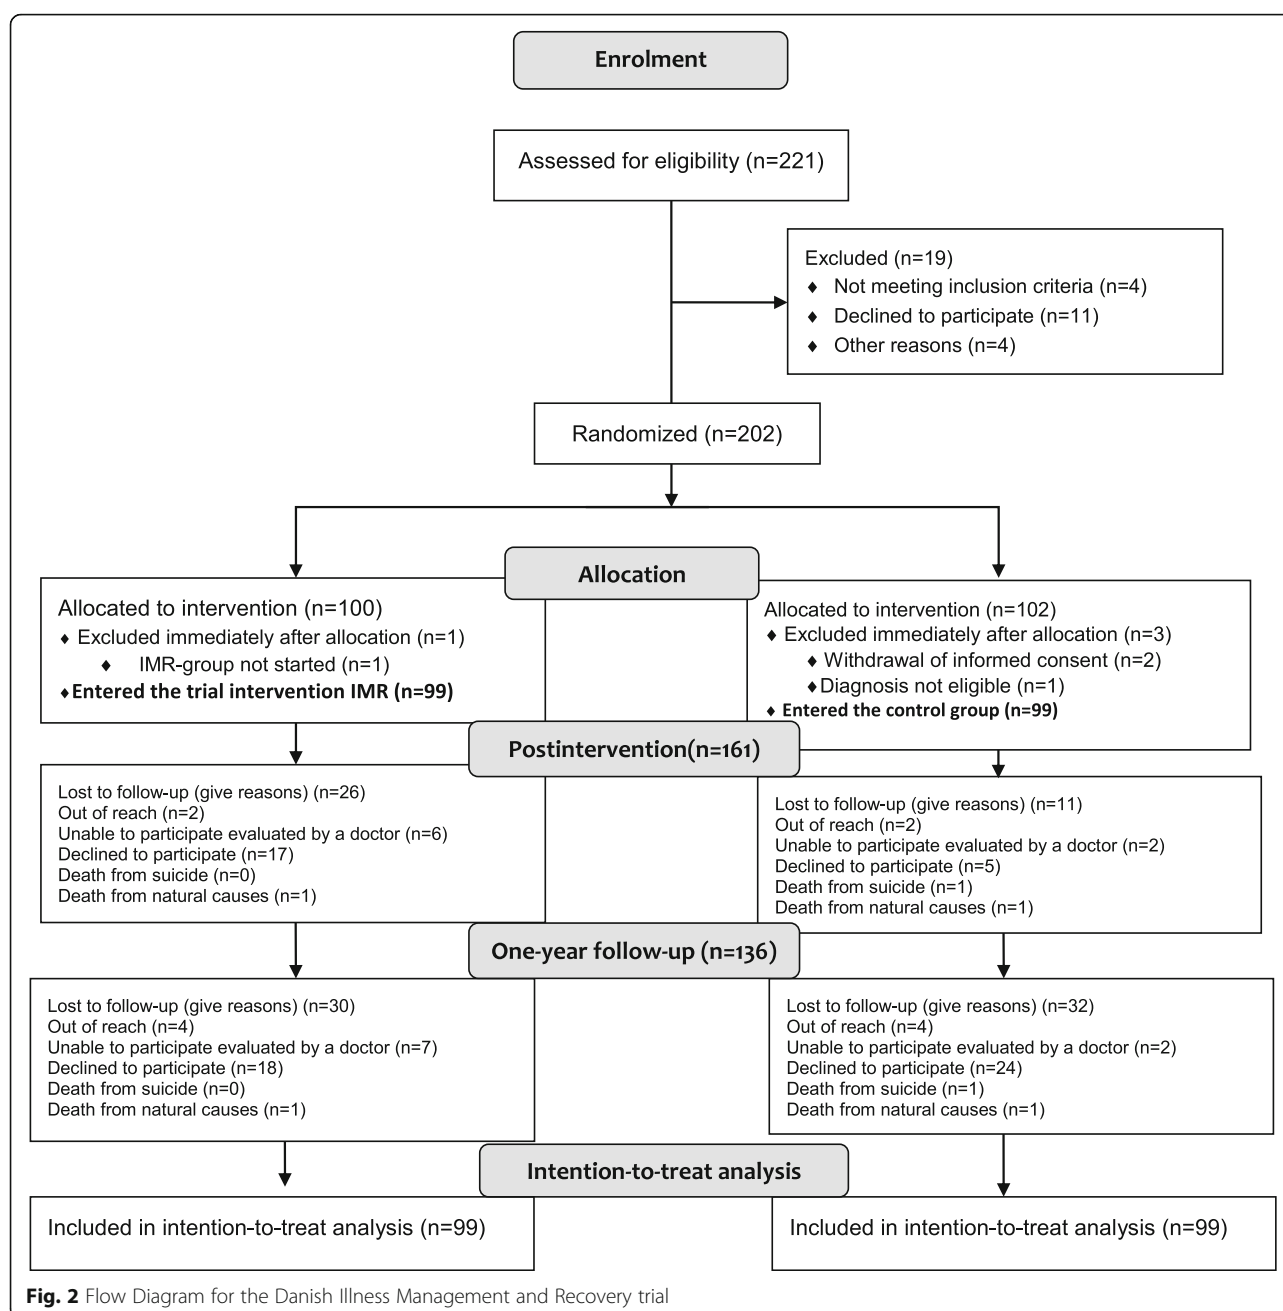 Enrolment
Assessed for eligibility (n=221)
Excluded (n=19)
♦ Not meeting inclusion criteria (n=4)
♦ Declined to participate (n=11)
♦ Other reasons (n=4)
Randomized (n=202)
Allocation
Allocated to intervention (n=100)
♦ Excluded immediately after allocation (n=1)
♦ IMR-group not started (n=1)
♦Entered the trial intervention IMR (n=99)
Allocated to intervention (n=102)
♦ Excluded immediately after allocation (n=3)
♦ Withdrawal of informed consent (n=2)
♦Diagnosis not eligible (n=1)
♦ Entered the control group (n=99)
Postintervention(n=161)
Lost to follow-up (give reasons) (n=26)
Out of reach (n=2)
Unable to participate evaluated by a doctor (n=6)
Declined to participate (n=17)
Death from suicide (n=0)
Death from natural causes (n=1)
Lost to follow-up (give reasons) (n=11)
Out of reach (n=2)
Unable to participate evaluated by a doctor (n=2)
Declined to participate (n=5)
Death from suicide (n=1)
Death from natural causes (n=1)
One-year follow-up (n=136)
Lost to follow-up (give reasons) (n=30)
Out of reach (n=4)
Unable to participate evaluated by a doctor (n=7)
Declined to participate (n=18)
Death from suicide (n=0)
Death from natural causes (n=1)
Lost to follow-up (give reasons) (n=32)
Out of reach (n=4)
Unable to participate evaluated by a doctor (n=2)
Declined to participate (n=24)
Death from suicide (n=1)
Death from natural causes (n=1)
Intention-to-treat analysis
Included in intention-to-treat analysis (n=99)
Included in intention-to-treat analysis (n=99)
Fig. 2 Flow Diagram for the Danish Illness Management and Recovery trial